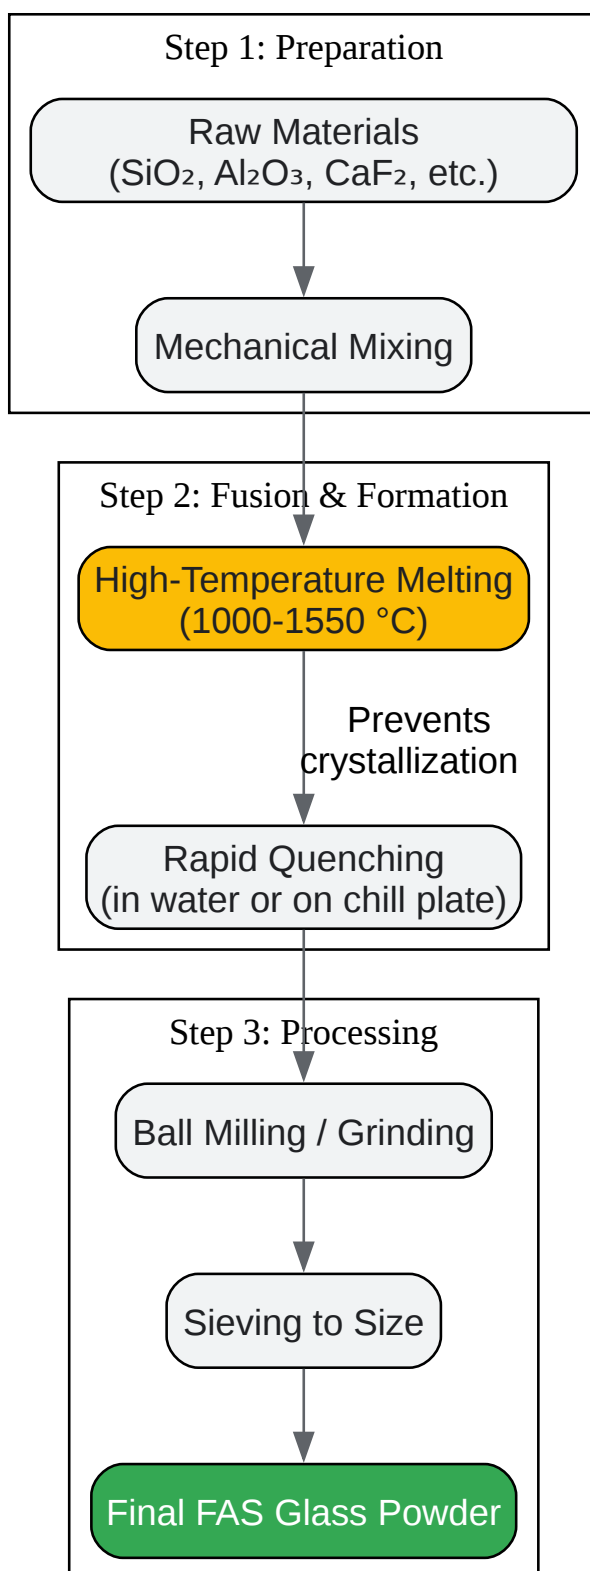 Step 1: Preparation
Raw Materials
(SiO₂, Al₂O₃, CaF₂, etc.)
Mechanical Mixing
Step 2: Fusion & Formation
High-Temperature Melting
(1000-1550 °C)
Prevents
crystallization
Rapid Quenching
(in water or on chill plate)
Step 3: Processing
Ball Milling / Grinding
Sieving to Size
Final FAS Glass Powder